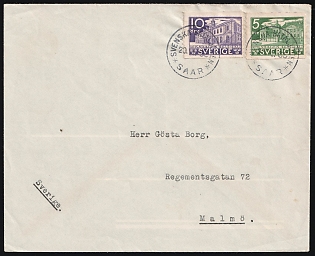 10
SVERIGE
5
SVERIGE
SAAR
Herr Gösta Borg,
Regementsgatan 72
Malmö.
Sverige.